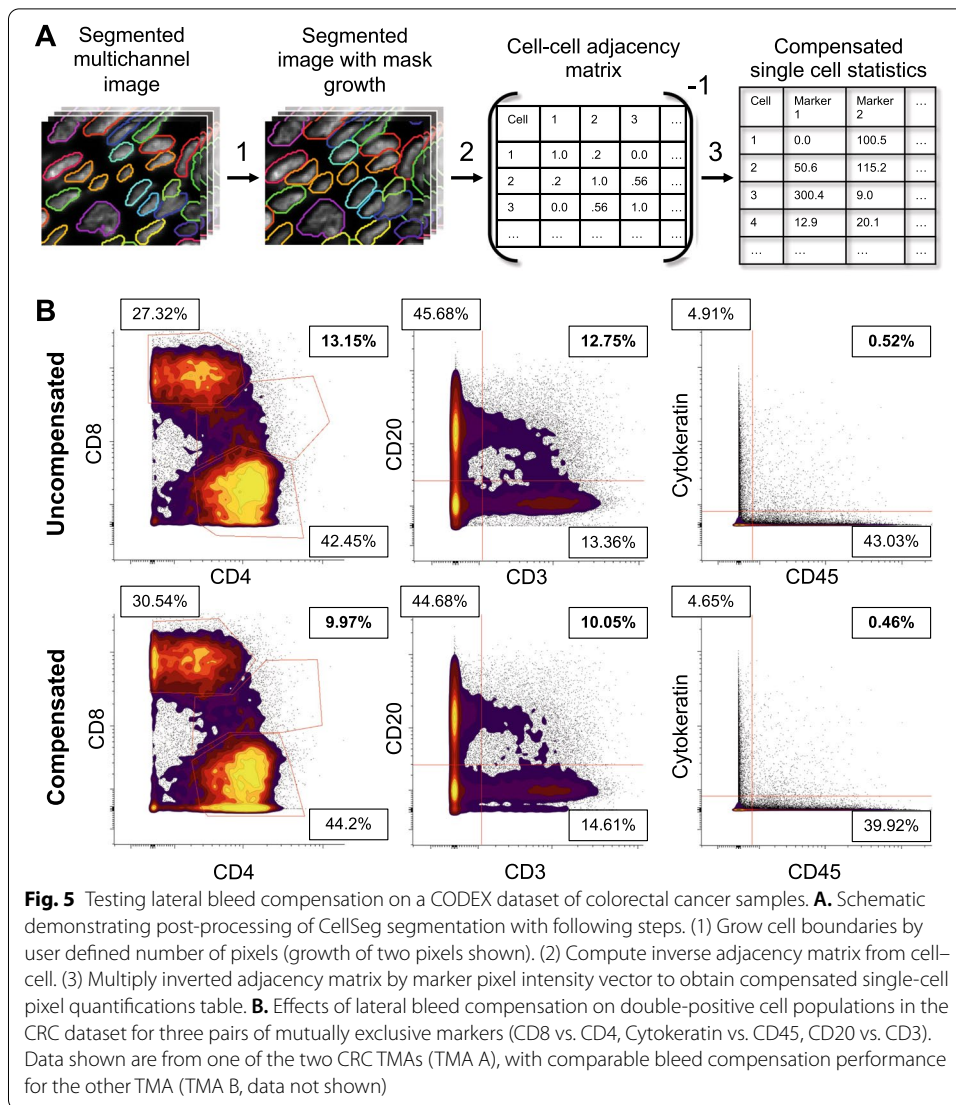 A
Segmented
multichannel
image
Segmented
image with mask
growth
Cell-cell adjacency
matrix
Compensated
single cell statistics
1
2
-1
3
Cell 1 2 3 ...
1 1.0 .2 0.0 ...
2 .2 1.0 .56 ...
3 0.0 .56 1.0 ...
... ... ... ...
Cell Marker 1 Marker 2 ...
1 0.0 100.5 ...
2 50.6 115.2 ...
3 300.4 9.0 ...
4 12.9 20.1 ...
... ... ... ...
B
Uncompensated
27.32%
13.15%
CD8
42.45%
CD4
45.68%
12.75%
CD20
13.36%
CD3
4.91%
0.52%
Cytokeratin
43.03%
CD45
Compensated
30.54%
9.97%
CD8
44.2%
CD4
44.68%
10.05%
CD20
14.61%
CD3
4.65%
0.46%
Cytokeratin
39.92%
CD45
Fig. 5 Testing lateral bleed compensation on a CODEX dataset of colorectal cancer samples. A. Schematic
demonstrating post-processing of CellSeg segmentation with following steps. (1) Grow cell boundaries by
user defined number of pixels (growth of two pixels shown). (2) Compute inverse adjacency matrix from cell–
cell. (3) Multiply inverted adjacency matrix by marker pixel intensity vector to obtain compensated single-cell
pixel quantifications table. B. Effects of lateral bleed compensation on double-positive cell populations in the
CRC dataset for three pairs of mutually exclusive markers (CD8 vs. CD4, Cytokeratin vs. CD45, CD20 vs. CD3).
Data shown are from one of the two CRC TMAs (TMA A), with comparable bleed compensation performance
for the other TMA (TMA B, data not shown)